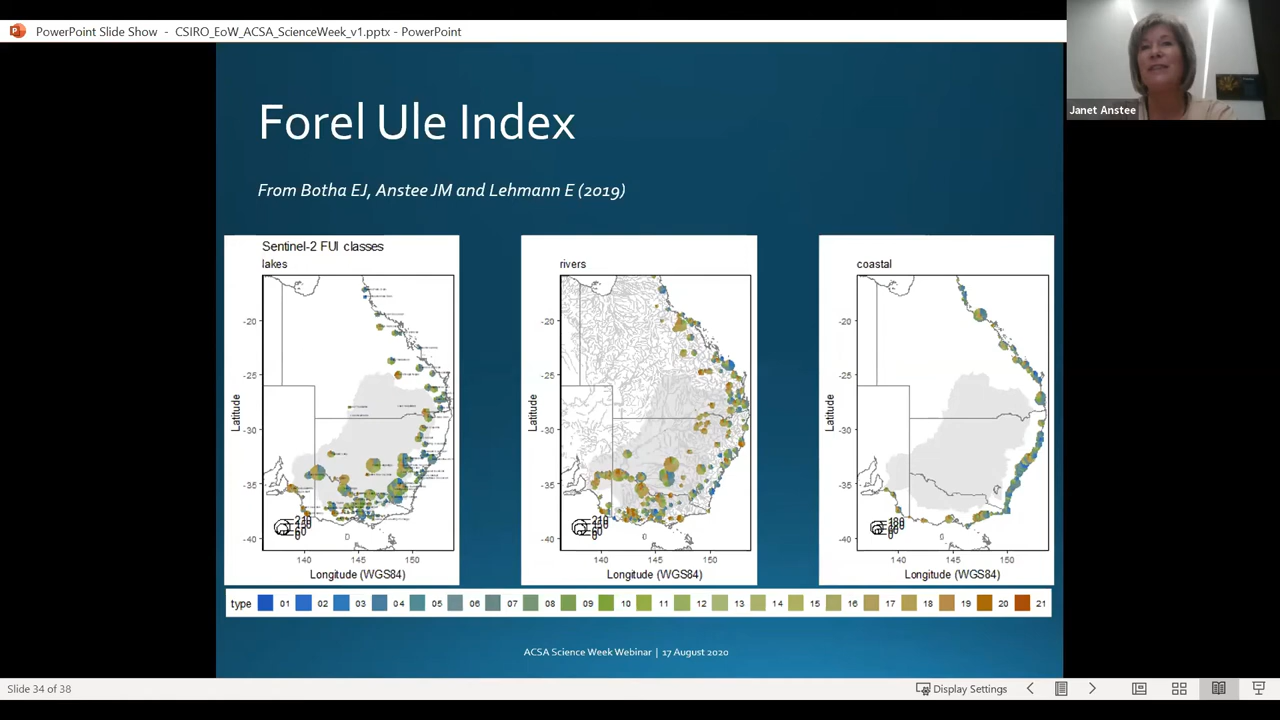 PowerPoint Slide Show - CSIRO_EoW_ACSA_ScienceWeek_v1.pptx - PowerPoint
Janet Anstee
Forel Ule Index
From Botha EJ, Anstee JM and Lehmann E (2019)
Sentinel-2 FUI classes
lakes
rivers
coastal
Latitude
-20
-25
-30
-35
-40
140 145 150
Longitude (WGS84)
Latitude
-20
-25
-30
-35
-40
140 145 150
Longitude (WGS84)
Latitude
-20
-25
-30
-35
-40
140 145 150
Longitude (WGS84)
type 01 02 03 04 05 06 07 08 09 10 11 12 13 14 15 16 17 18 19 20 21
ACSA Science Week Webinar | 17 August 2020
Slide 34 of 38
Display Settings